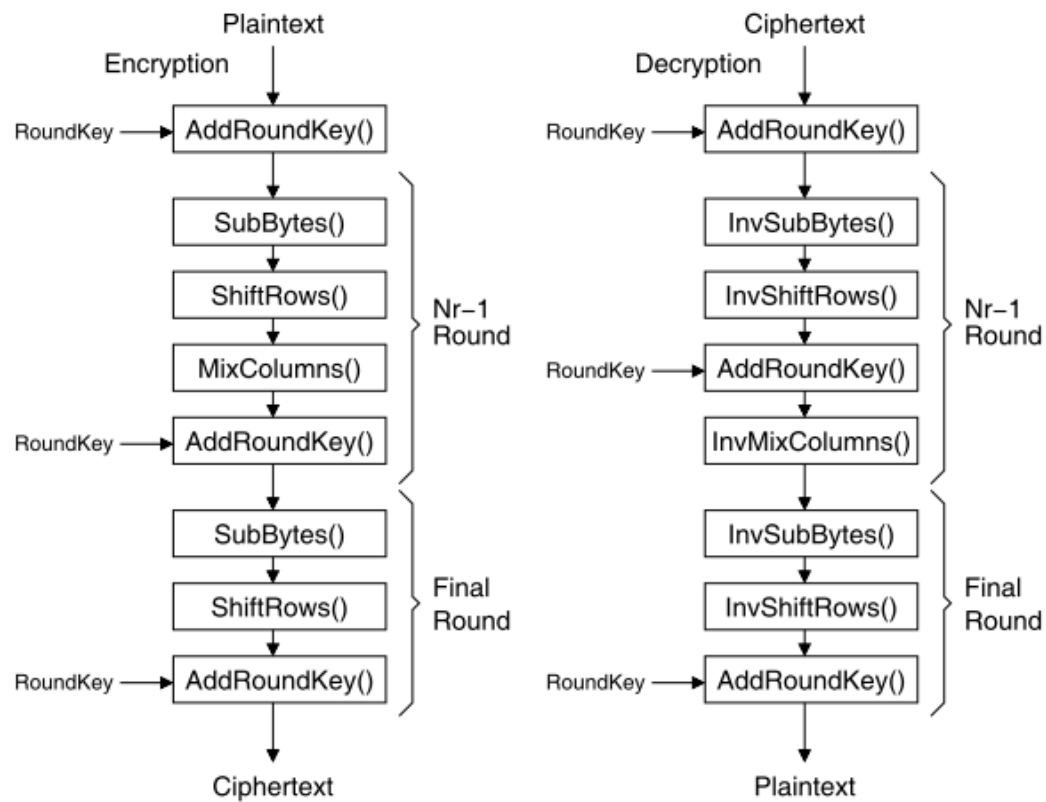 Plaintext
Encryption
RoundKey
AddRoundKey()
SubBytes()
ShiftRows()
MixColumns()
RoundKey
AddRoundKey()
Nr−1
Round
SubBytes()
ShiftRows()
RoundKey
AddRoundKey()
Final
Round
Ciphertext
Ciphertext
Decryption
RoundKey
AddRoundKey()
InvSubBytes()
InvShiftRows()
RoundKey
AddRoundKey()
InvMixColumns()
Nr−1
Round
InvSubBytes()
InvShiftRows()
RoundKey
AddRoundKey()
Final
Round
Plaintext